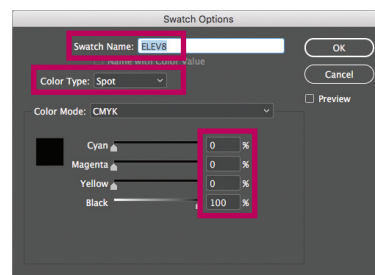 Swatch Options
Swatch Name: ELEV8
Name with Color Value
OK
Color Type: Spot
Cancel
Preview
Color Mode: CMYK
Cyan 0 %
Magenta 0 %
Yellow 0 %
Black 100 %